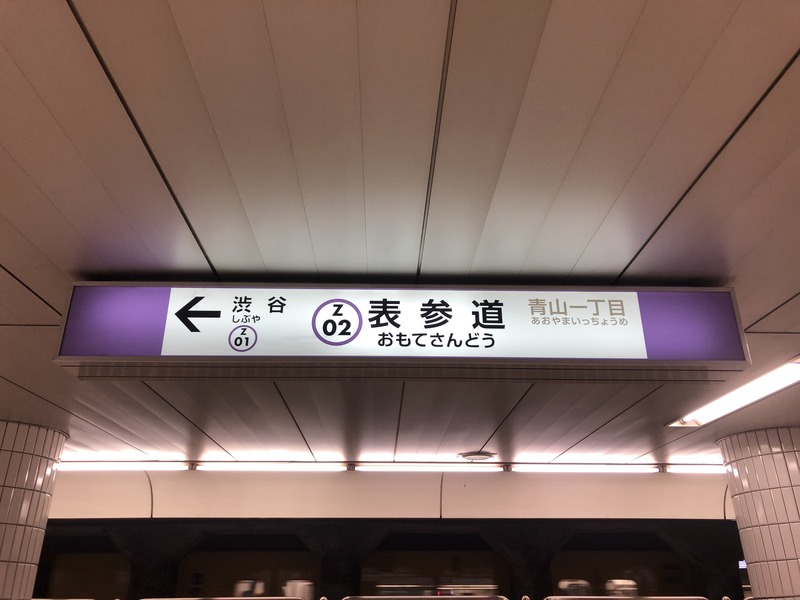 ← 渋谷
しぶや
Z
01
Z
02
表参道
おもてさんどう
青山一丁目
あおやまいっちょうめ